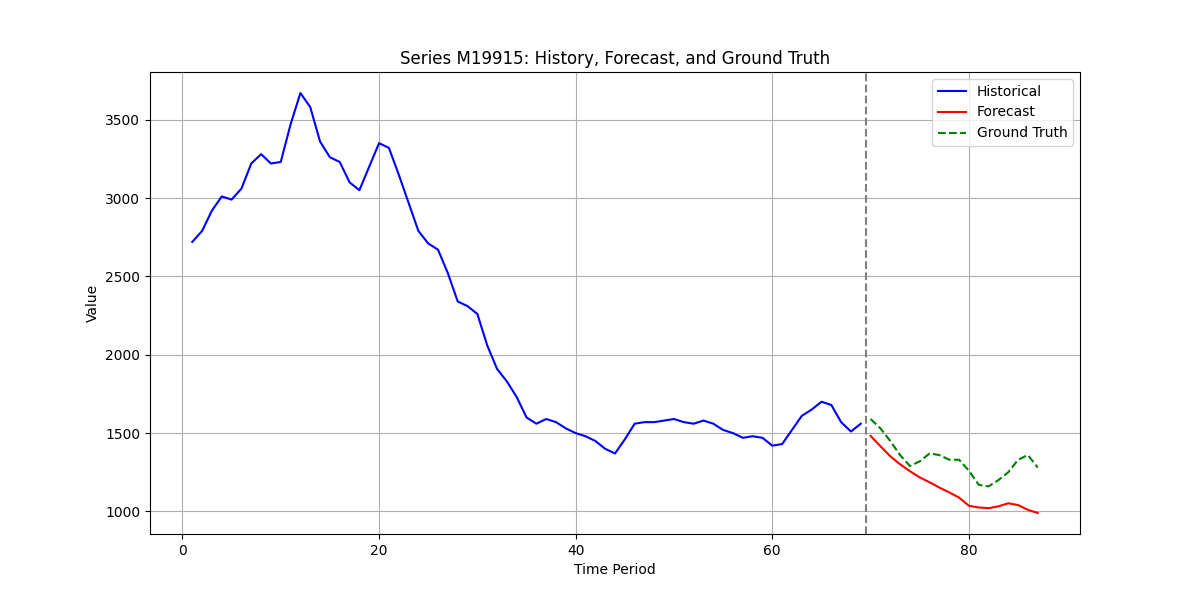 Series M19915: History, Forecast, and Ground Truth
Historical
Forecast
Ground Truth
Value
3500
3000
2500
2000
1500
1000
0
20
40
60
80
Time Period